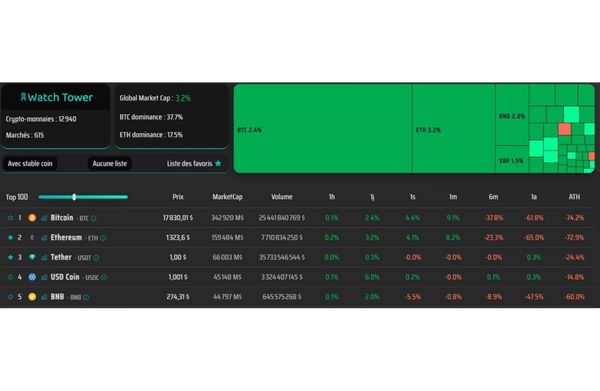 Watch Tower
Crypto-monnaies : 12 940
Marchés : 615
Global Market Cap : 3.2%
BTC dominance : 37.7%
ETH dominance : 17.5%
Avec stable coin Aucune liste Liste des favoris
BTC 2.4%
ETH 3.2%
BNB 2.0%
XRP 1.5%
Top 100 Prix MarketCap Volume 1h 1j 1s 1m 6m 1a ATH
1 Bitcoin - BTC 17 830,01 $ 342 920 M$ 25 441 840 769 $ 0.1% 2.4% 4.4% 9.1% -37.8% -61.8% -74.2%
2 Ethereum - ETH 1323,6 $ 159 484 M$ 7 710 834 250 $ 0.2% 3.2% 4.1% 8.2% -23.3% -65.0% -72.9%
3 Tether - USDT 1,00 $ 66 003 M$ 35 733 546 544 $ 0.0% 0.3% -0.0% -0.0% -0.0% 0.3% -24.4%
4 USD Coin - USDC 1,001 $ 45 148 M$ 3 324 407 145 $ 0.1% 6.0% 0.2% -0.0% 0.1% 0.3% -14.8%
5 BNB - BNB 274,31 $ 44 797 M$ 645 575 268 $ 0.1% 2.0% -5.5% -0.8% -8.9% -47.5% -60.0%